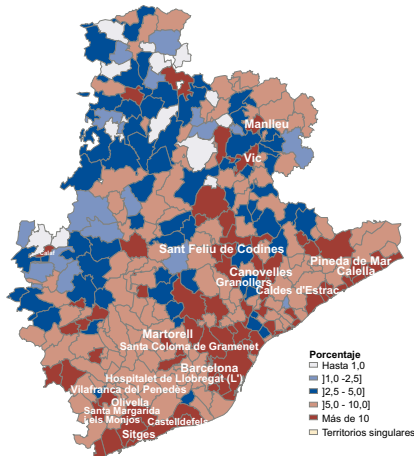 Manlleu
Vic
Calaf
Sant Feliu de Codines
Pineda de Mar
Canovelles
Calella
Granollers
Caldes d'Estrac
Martorell
Santa Coloma de Gramenet
Barcelona
Hospitalet de Llobregat (L')
Vilafranca del Penedès
Olivella
Santa Margarida
i els Monjos
Castelldefels
Sitges
Porcentaje
Hasta 1,0
]1,0 -2,5]
]2,5 - 5,0]
]5,0 - 10,0]
Más de 10
Territorios singulares